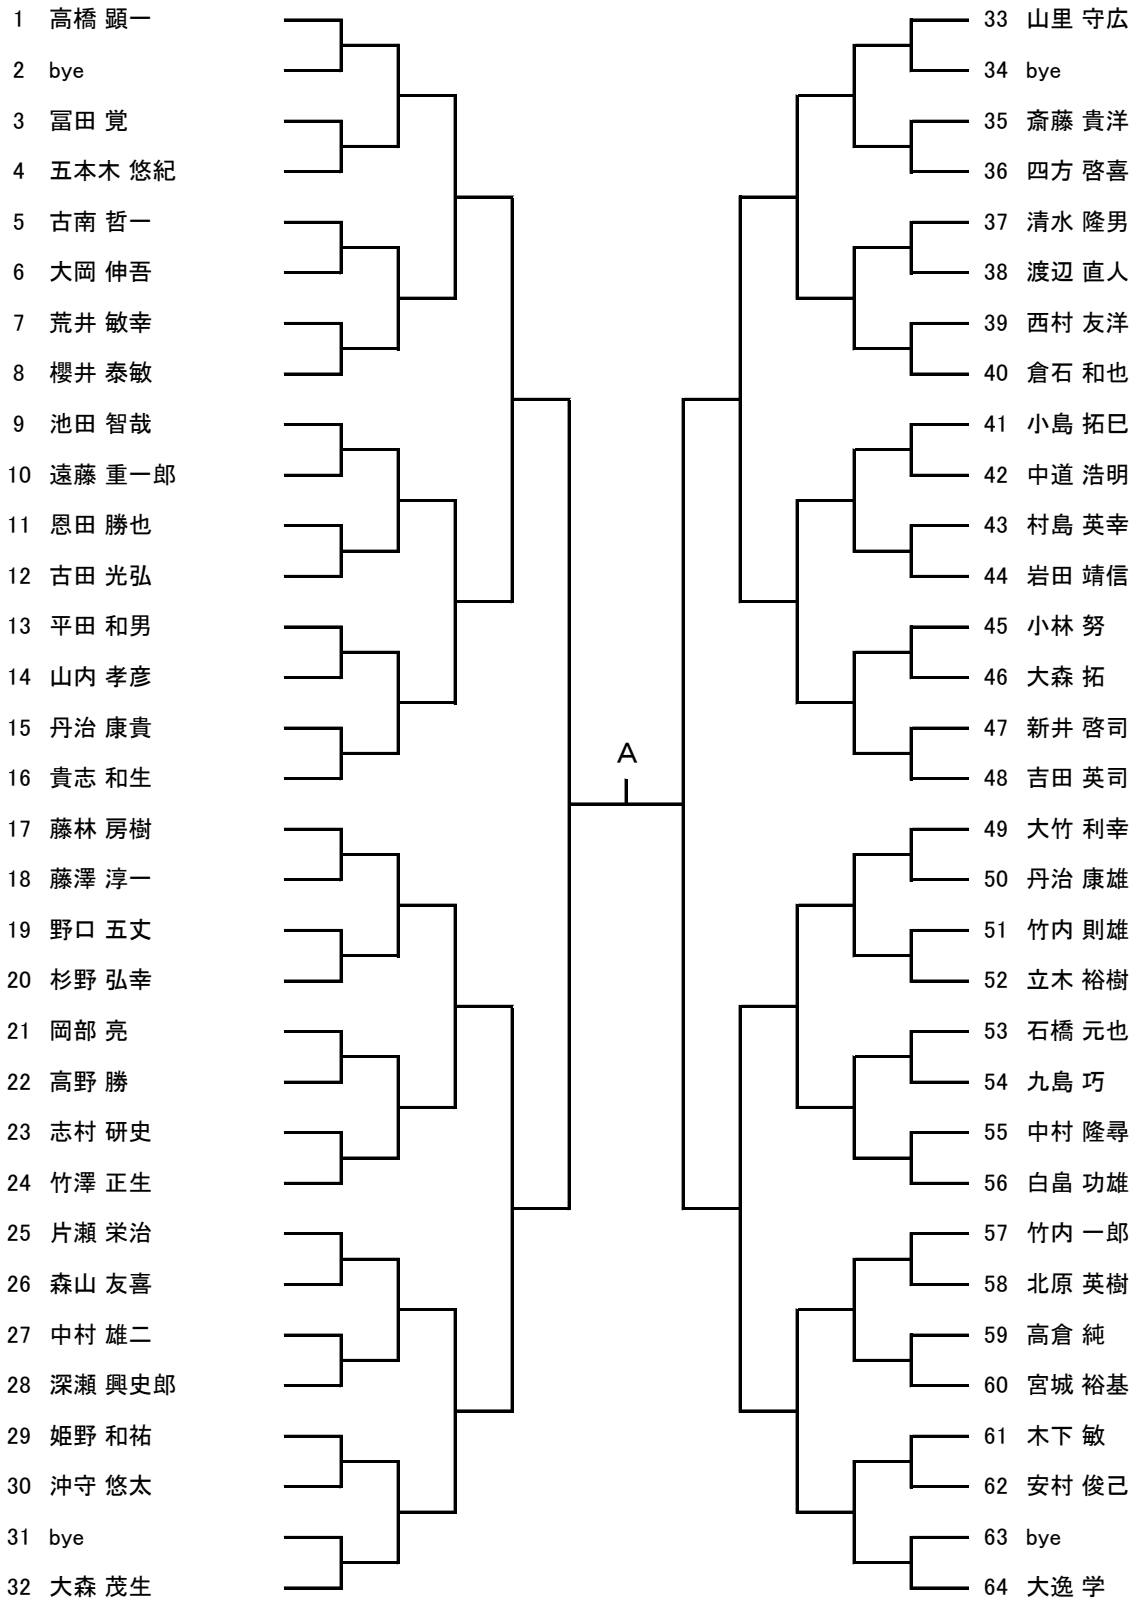 1 高橋 顕一
2 bye
3 冨田 覚
4 五本木 悠紀
5 古南 哲一
6 大岡 伸吾
7 荒井 敏幸
8 櫻井 泰敏
9 池田 智哉
10 遠藤 重一郎
11 恩田 勝也
12 古田 光弘
13 平田 和男
14 山内 孝彦
15 丹治 康貴
16 貴志 和生
17 藤林 房樹
18 藤澤 淳一
19 野口 五丈
20 杉野 弘幸
21 岡部 亮
22 高野 勝
23 志村 研史
24 竹澤 正生
25 片瀬 栄治
26 森山 友喜
27 中村 雄二
28 深瀬 興史郎
29 姫野 和祐
30 沖守 悠太
31 bye
32 大森 茂生
A
33 山里 守広
34 bye
35 斎藤 貴洋
36 四方 啓喜
37 清水 隆男
38 渡辺 直人
39 西村 友洋
40 倉石 和也
41 小島 拓巳
42 中道 浩明
43 村島 英幸
44 岩田 靖信
45 小林 努
46 大森 拓
47 新井 啓司
48 吉田 英司
49 大竹 利幸
50 丹治 康雄
51 竹内 則雄
52 立木 裕樹
53 石橋 元也
54 九島 巧
55 中村 隆尋
56 白畠 功雄
57 竹内 一郎
58 北原 英樹
59 高倉 純
60 宮城 裕基
61 木下 敏
62 安村 俊己
63 bye
64 大逸 学